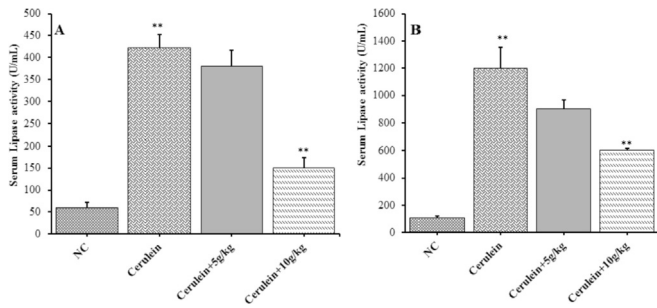 A
Serum Lipase activity (U/mL)
500
450
400
350
300
250
200
150
100
50
0
**
**
NC
Cerulein
Cerulein+5g/kg
Cerulein+10g/kg
B
Serum Lipase activity (U/mL)
1600
1400
1200
1000
800
600
400
200
0
**
**
NC
Cerulein
Cerulein+5g/kg
Cerulein+10g/kg